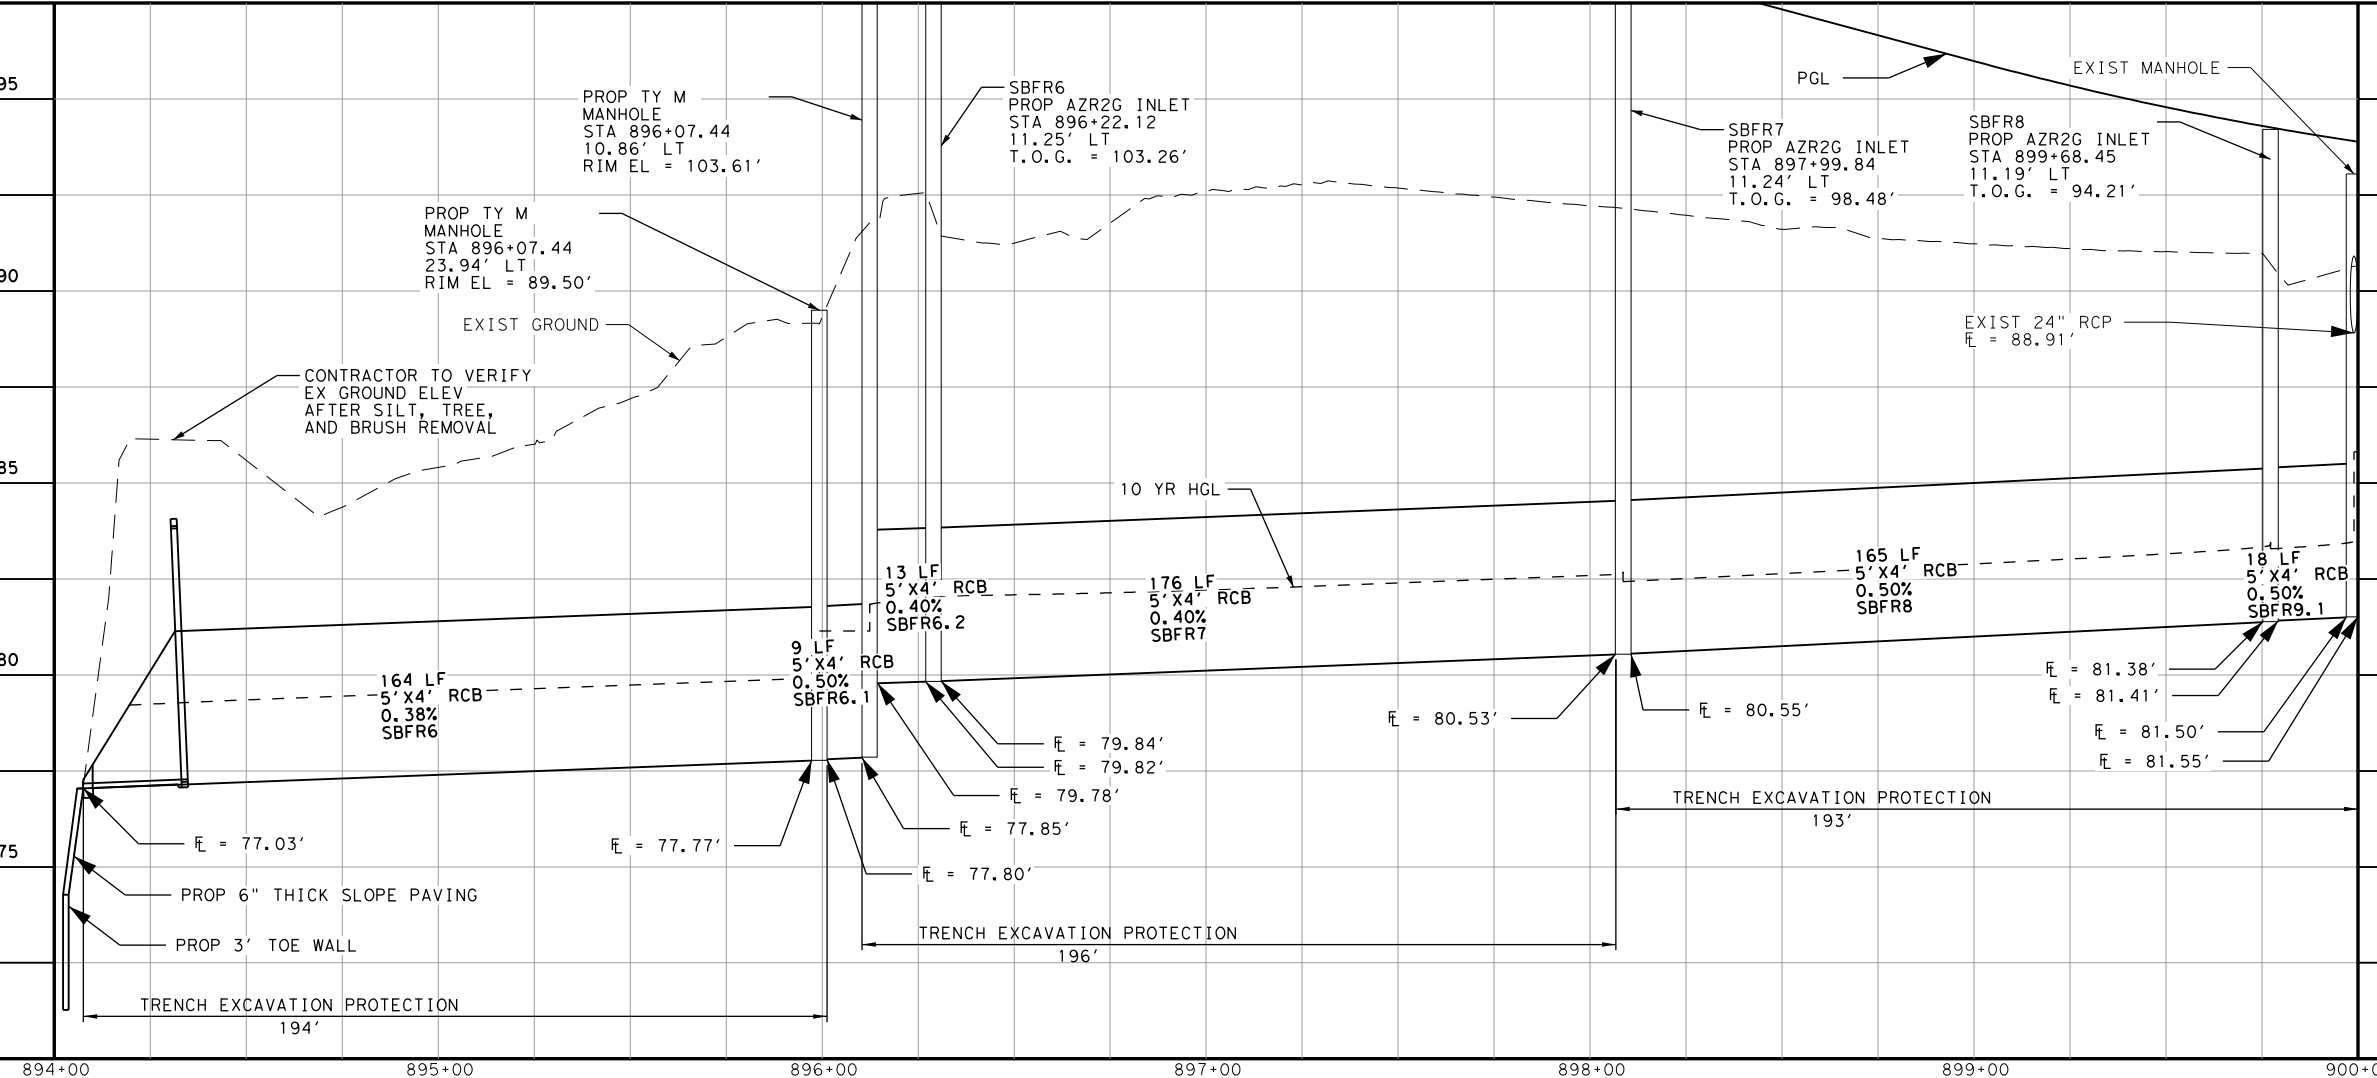 95
90
85
80
75
PROP TY M
MANHOLE
STA 896+07.44
10.86' LT
RIM EL = 103.61'
SBFR6
PROP AZR2G INLET
STA 896+22.12
11.25' LT
T.O.G. = 103.26'
PGL
EXIST MANHOLE
SBFR7
PROP AZR2G INLET
STA 897+99.84
11.24' LT
T.O.G. = 98.48'
SBFR8
PROP AZR2G INLET
STA 899+68.45
11.19' LT
T.O.G. = 94.21'
PROP TY M
MANHOLE
STA 896+07.44
23.94' LT
RIM EL = 89.50'
EXIST GROUND
EXIST 24" RCP
FL = 88.91'
CONTRACTOR TO VERIFY
EX GROUND ELEV
AFTER SILT, TREE,
AND BRUSH REMOVAL
10 YR HGL
164 LF
5'X4' RCB
0.38%
SBFR6
9 LF
5'X4' RCB
0.50%
SBFR6.1
13 LF
5'X4' RCB
0.40%
SBFR6.2
176 LF
5'X4' RCB
0.40%
SBFR7
165 LF
5'X4' RCB
0.50%
SBFR8
18 LF
5'X4' RCB
0.50%
SBFR9.1
FL = 81.38'
FL = 81.41'
FL = 81.50'
FL = 81.55'
FL = 80.53'
FL = 80.55'
FL = 79.84'
FL = 79.82'
FL = 79.78'
FL = 77.85'
FL = 77.80'
FL = 77.77'
FL = 77.03'
PROP 6" THICK SLOPE PAVING
PROP 3' TOE WALL
TRENCH EXCAVATION PROTECTION
193'
TRENCH EXCAVATION PROTECTION
196'
TRENCH EXCAVATION PROTECTION
194'
894+00
895+00
896+00
897+00
898+00
899+00
900+0